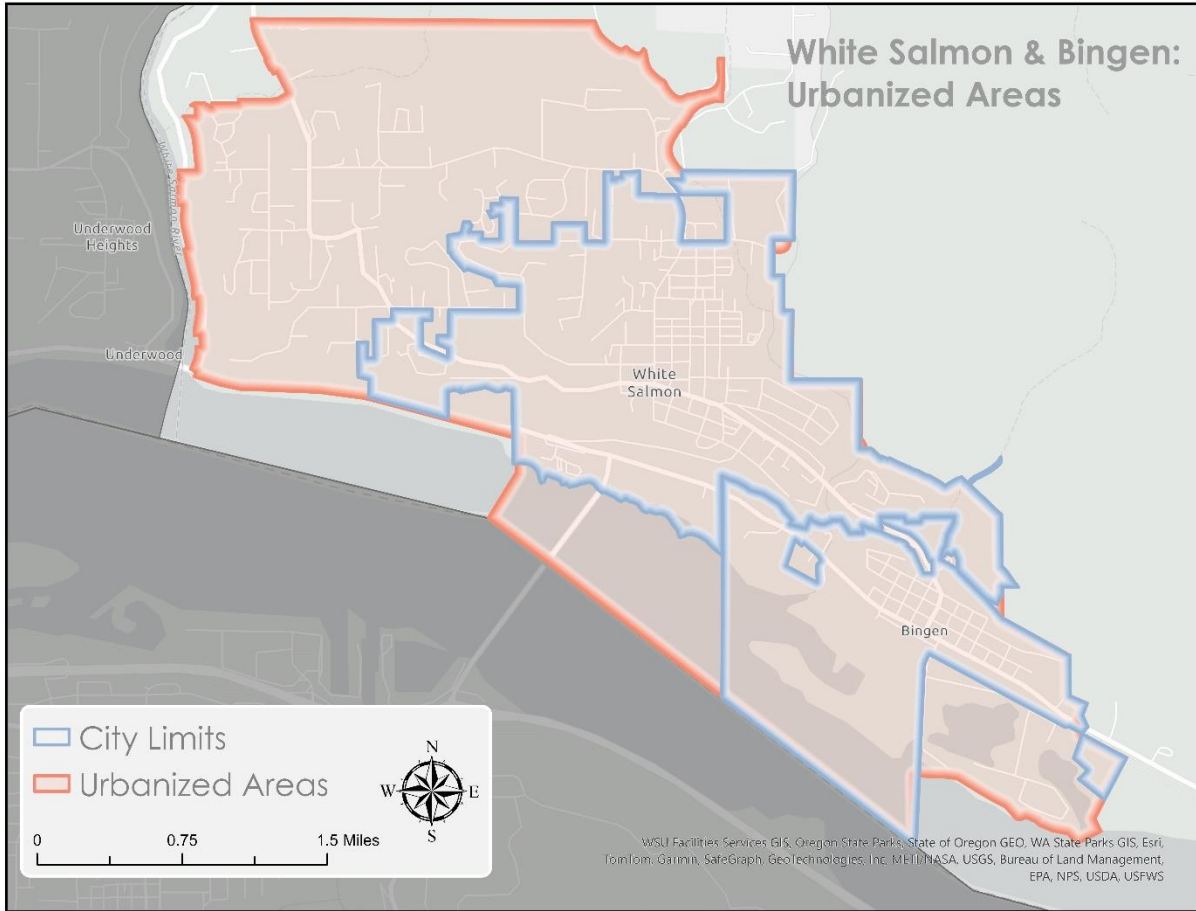 White Salmon & Bingen:
Urbanized Areas
White Salmon River
Underwood
Heights
Underwood
White
Salmon
Bingen
City Limits
Urbanized Areas
N
W E
S
0 0.75 1.5 Miles
WSU Facilities Services GIS, Oregon State Parks, State of Oregon GEO, WA State Parks GIS, Esri,
TomTom, Garmin, SafeGraph, GeoTechnologies, Inc, METI/NASA, USGS, Bureau of Land Management,
EPA, NPS, USDA, USFWS